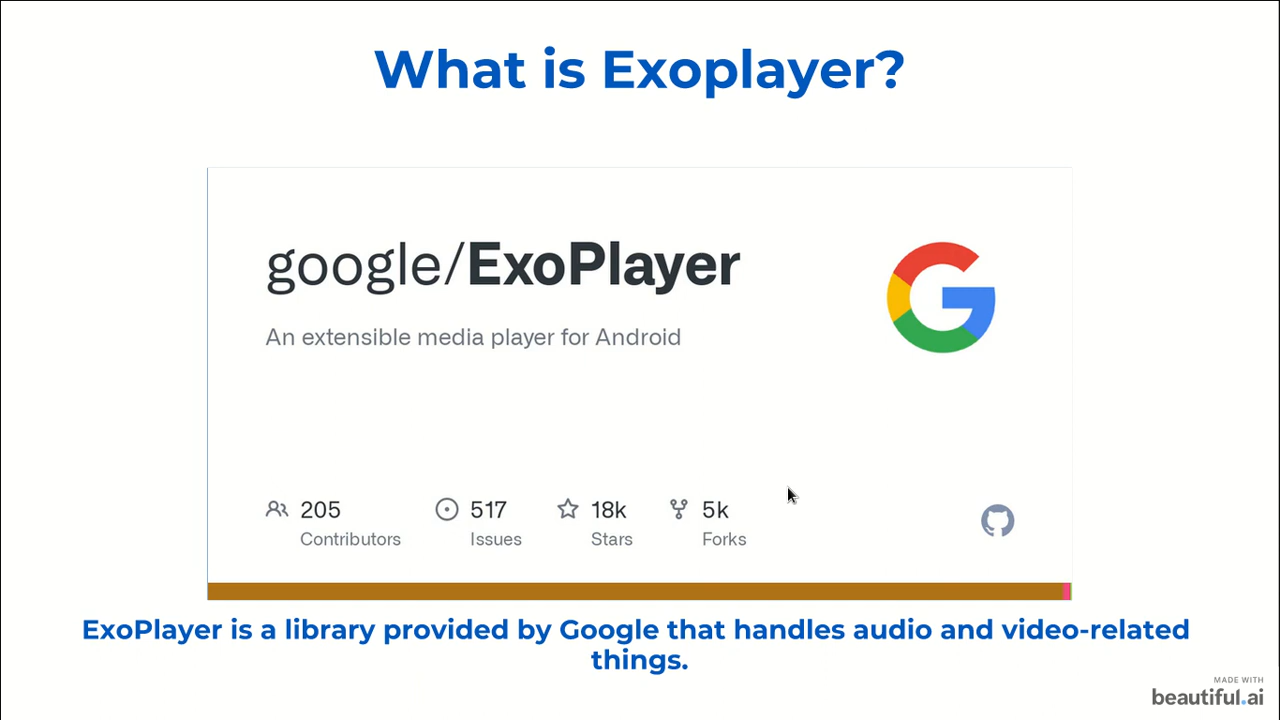 What is Exoplayer?
google/ExoPlayer
An extensible media player for Android
205 517 18k 5k
Contributors Issues Stars Forks
ExoPlayer is a library provided by Google that handles audio and video-related
things.
MADE WITH
beautiful.ai